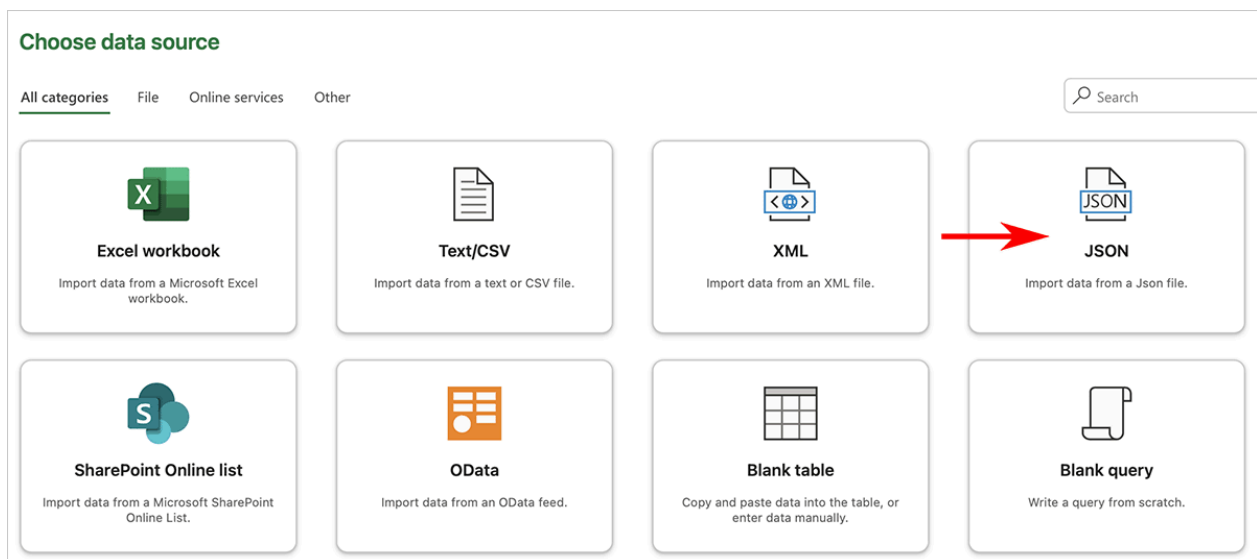 Choose data source
All categories File Online services Other Search
X
Excel workbook
Import data from a Microsoft Excel
workbook.
Text/CSV
Import data from a text or CSV file.
XML
Import data from an XML file.
JSON
JSON
Import data from a Json file.
S
SharePoint Online list
Import data from a Microsoft SharePoint
Online List.
OData
Import data from an OData feed.
Blank table
Copy and paste data into the table, or
enter data manually.
Blank query
Write a query from scratch.